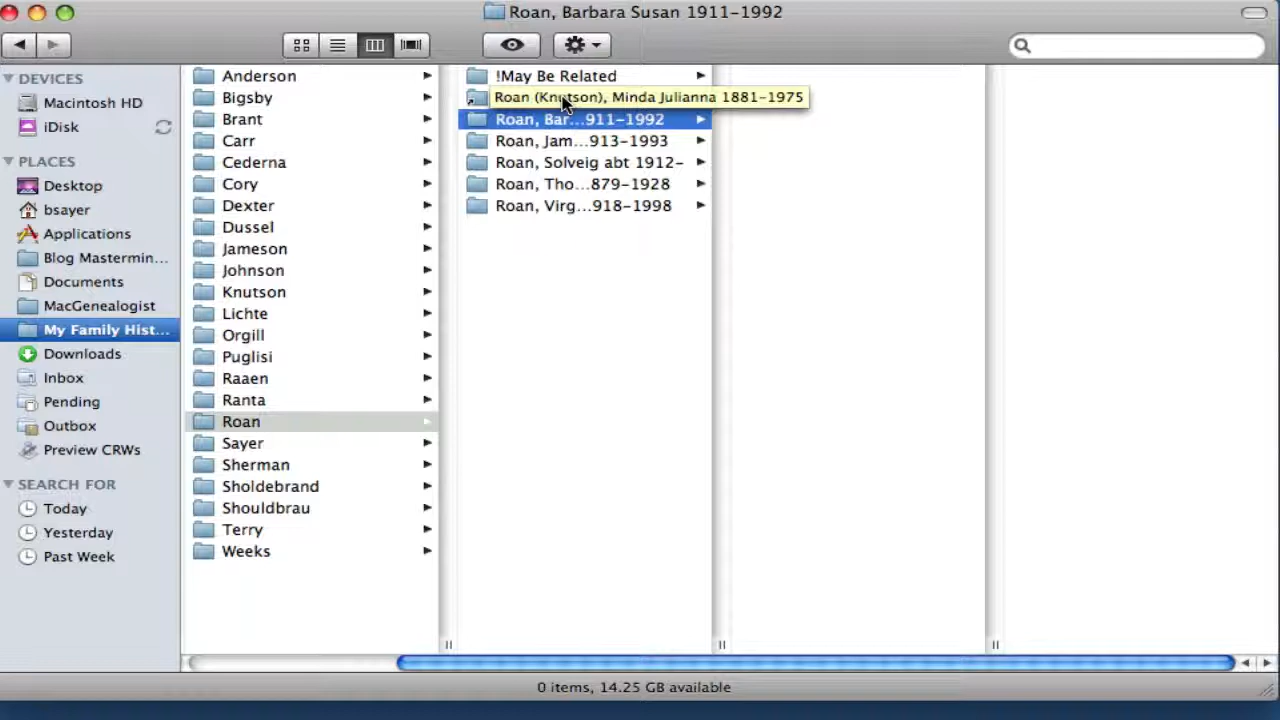 Roan, Barbara Susan 1911-1992
DEVICES
Macintosh HD
iDisk
PLACES
Desktop
bsayer
Applications
Blog Mastermin...
Documents
MacGenealogist
My Family Hist...
Downloads
Inbox
Pending
Outbox
Preview CRWs
SEARCH FOR
Today
Yesterday
Past Week
Anderson
Bigsby
Brant
Carr
Cederna
Cory
Dexter
Dussel
Jameson
Johnson
Knutson
Lichte
Orgill
Puglisi
Raaen
Ranta
Roan
Sayer
Sherman
Sholdebrand
Shouldbrau
Terry
Weeks
!May Be Related
Roan (Knutson), Minda Julianna 1881-1975
Roan, Bar...911-1992
Roan, Jam...913-1993
Roan, Solveig abt 1912-
Roan, Tho...879-1928
Roan, Virg...918-1998
0 items, 14.25 GB available